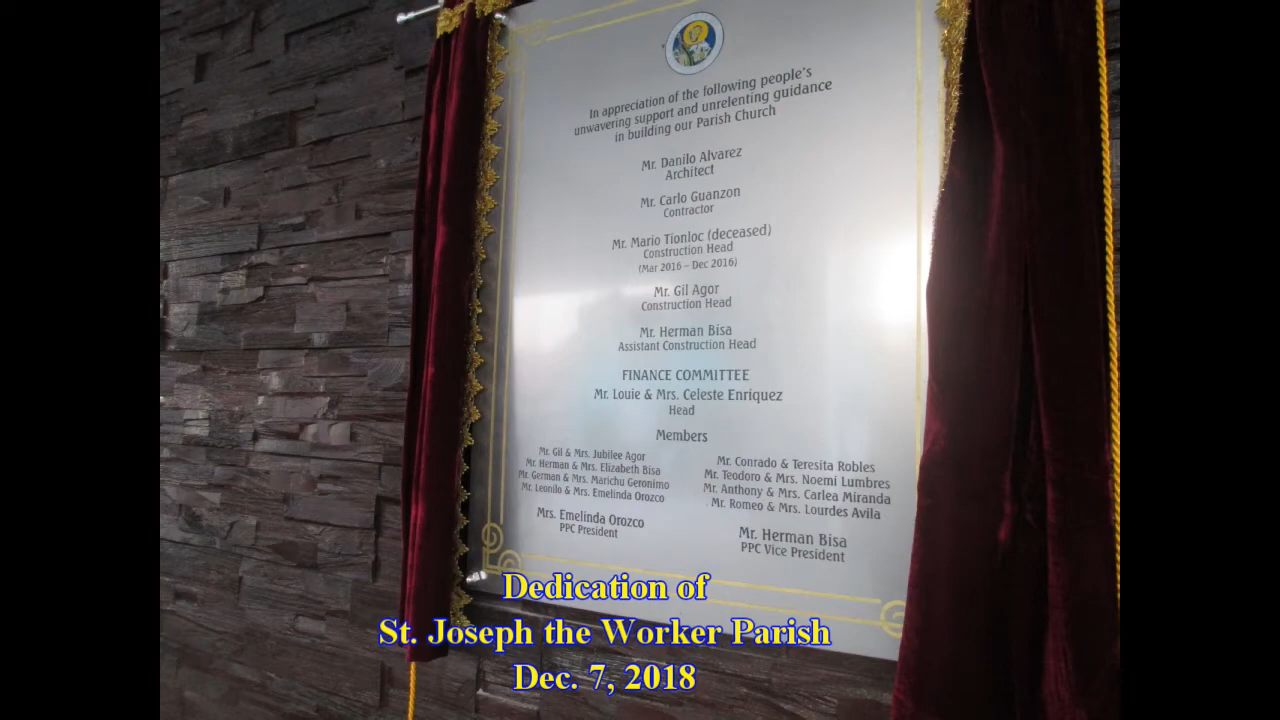 In appreciation of the following people's
unwavering support and unrelenting guidance
in building our Parish Church
Mr. Danilo Alvarez
Architect
Mr. Carlo Guanzon
Contractor
Mr. Mario Tionloc (deceased)
Construction Head
(Mar 2016 – Dec 2016)
Mr. Gil Agor
Construction Head
Mr. Herman Bisa
Assistant Construction Head
FINANCE COMMITTEE
Mr. Louie & Mrs. Celeste Enriquez
Head
Members
Mr. Gil & Mrs. Jubilee Agor
Mr. Herman & Mrs. Elizabeth Bisa
Mr. German & Mrs. Marichu Geronimo
Mr. Leonilo & Mrs. Emelinda Orozco
Mr. Conrado & Teresita Robles
Mr. Teodoro & Mrs. Noemi Lumbres
Mr. Anthony & Mrs. Carlea Miranda
Mr. Romeo & Mrs. Lourdes Avila
Mrs. Emelinda Orozco
PPC President
Mr. Herman Bisa
PPC Vice President
Dedication of
St. Joseph the Worker Parish
Dec. 7, 2018